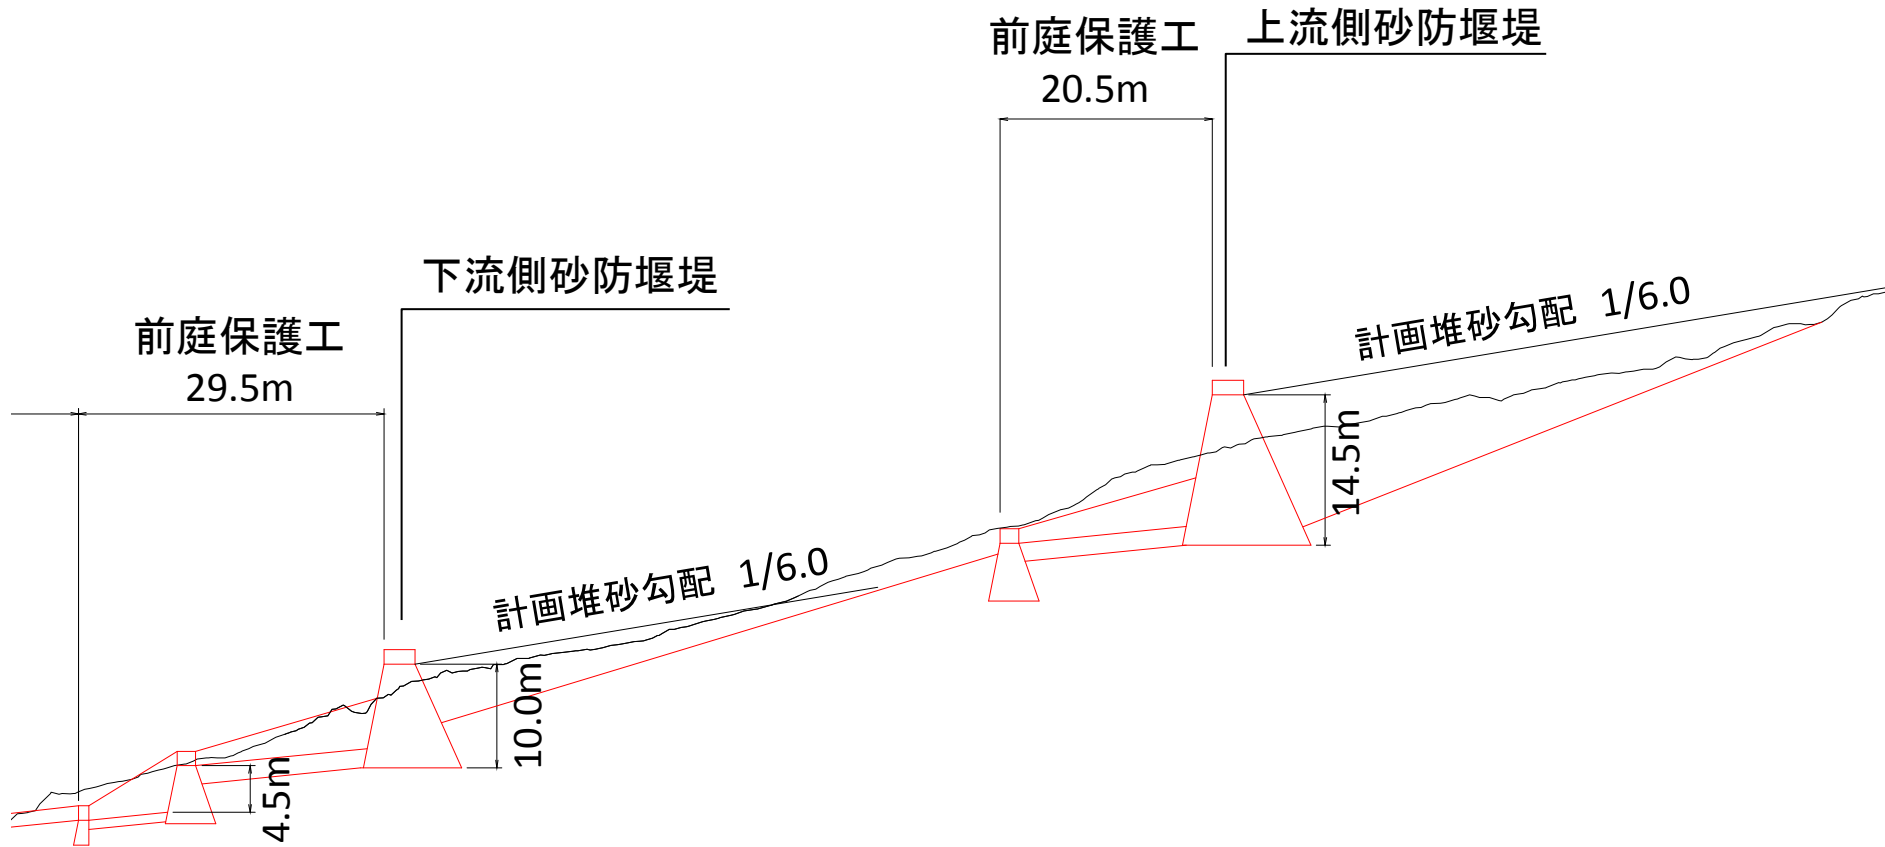 前庭保護工
20.5m
上流側砂防堰堤
下流側砂防堰堤
前庭保護工
29.5m
計画堆砂勾配 1/6.0
14.5m
計画堆砂勾配 1/6.0
10.0m
4.5m